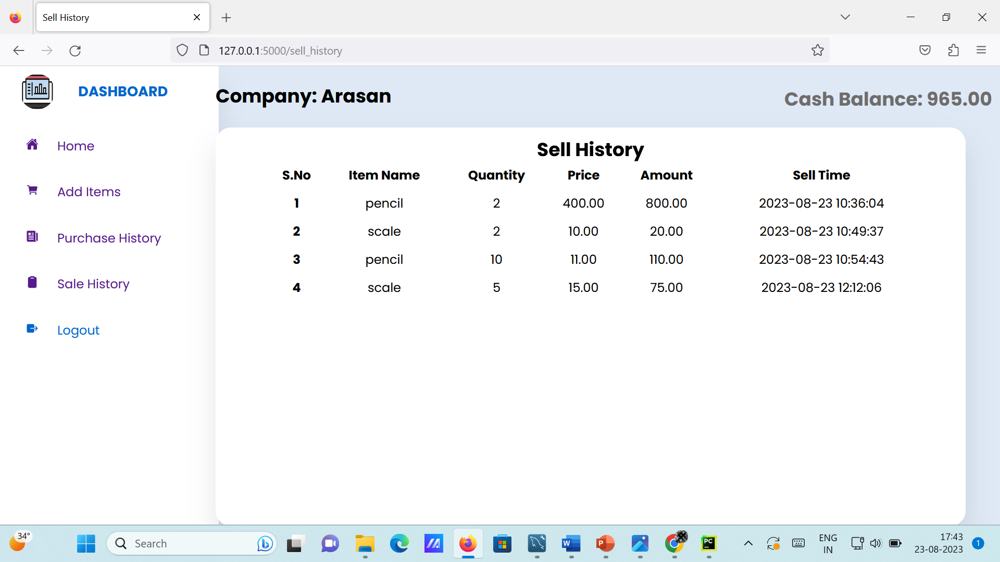 Sell History
127.0.0.1:5000/sell_history
DASHBOARD
Home
Add Items
Purchase History
Sale History
Logout
Company: Arasan
Cash Balance: 965.00
Sell History
S.No Item Name Quantity Price Amount Sell Time
1 pencil 2 400.00 800.00 2023-08-23 10:36:04
2 scale 2 10.00 20.00 2023-08-23 10:49:37
3 pencil 10 11.00 110.00 2023-08-23 10:54:43
4 scale 5 15.00 75.00 2023-08-23 12:12:06
34°
Search
W
P
PC
ENG
IN
17:43
23-08-2023
1